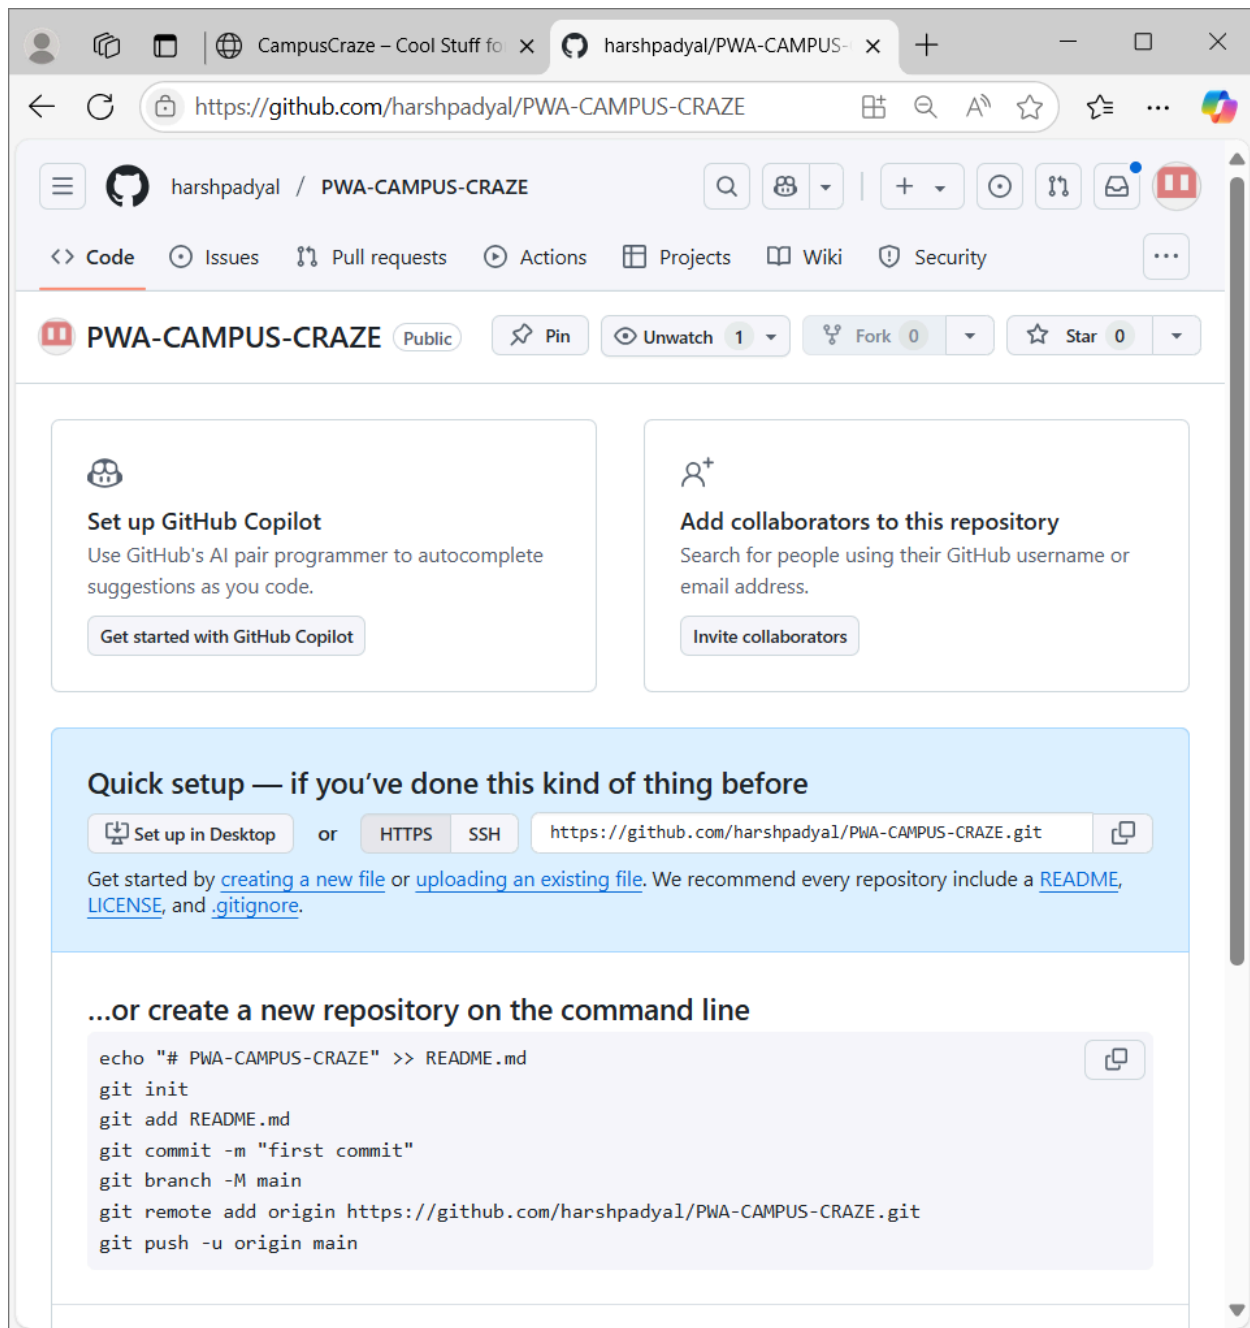 CampusCraze – Cool Stuff fo
harshpadyal/PWA-CAMPUS-
https://github.com/harshpadyal/PWA-CAMPUS-CRAZE
harshpadyal / PWA-CAMPUS-CRAZE
Code Issues Pull requests Actions Projects Wiki Security
PWA-CAMPUS-CRAZE Public Pin Unwatch 1 Fork 0 Star 0
Set up GitHub Copilot
Use GitHub's AI pair programmer to autocomplete
suggestions as you code.
Get started with GitHub Copilot
Add collaborators to this repository
Search for people using their GitHub username or
email address.
Invite collaborators
Quick setup — if you’ve done this kind of thing before
Set up in Desktop or HTTPS SSH https://github.com/harshpadyal/PWA-CAMPUS-CRAZE.git
Get started by creating a new file or uploading an existing file. We recommend every repository include a README,
LICENSE, and .gitignore.
...or create a new repository on the command line
echo "# PWA-CAMPUS-CRAZE" >> README.md
git init
git add README.md
git commit -m "first commit"
git branch -M main
git remote add origin https://github.com/harshpadyal/PWA-CAMPUS-CRAZE.git
git push -u origin main